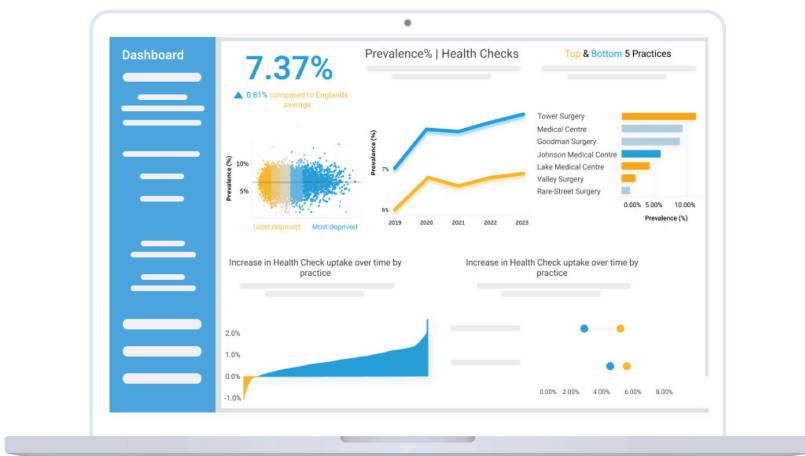 Dashboard
7.37%
▲ 0.81% compared to Englands
average
Prevalence% | Health Checks
Top & Bottom 5 Practices
Prevalence (%)
10%
5%
Least deprived Most deprived
Prevalence (%)
7%
6%
2019 2020 2021 2022 2023
Tower Surgery
Medical Centre
Goodman Surgery
Johnson Medical Centre
Lake Medical Centre
Valley Surgery
Rare-Street Surgery
0.00% 5.00% 10.00%
Prevalence (%)
Increase in Health Check uptake over time by
practice
2.0%
1.0%
0.0%
-1.0%
Increase in Health Check uptake over time by
practice
0.00% 2.00% 4.00% 6.00% 8.00%